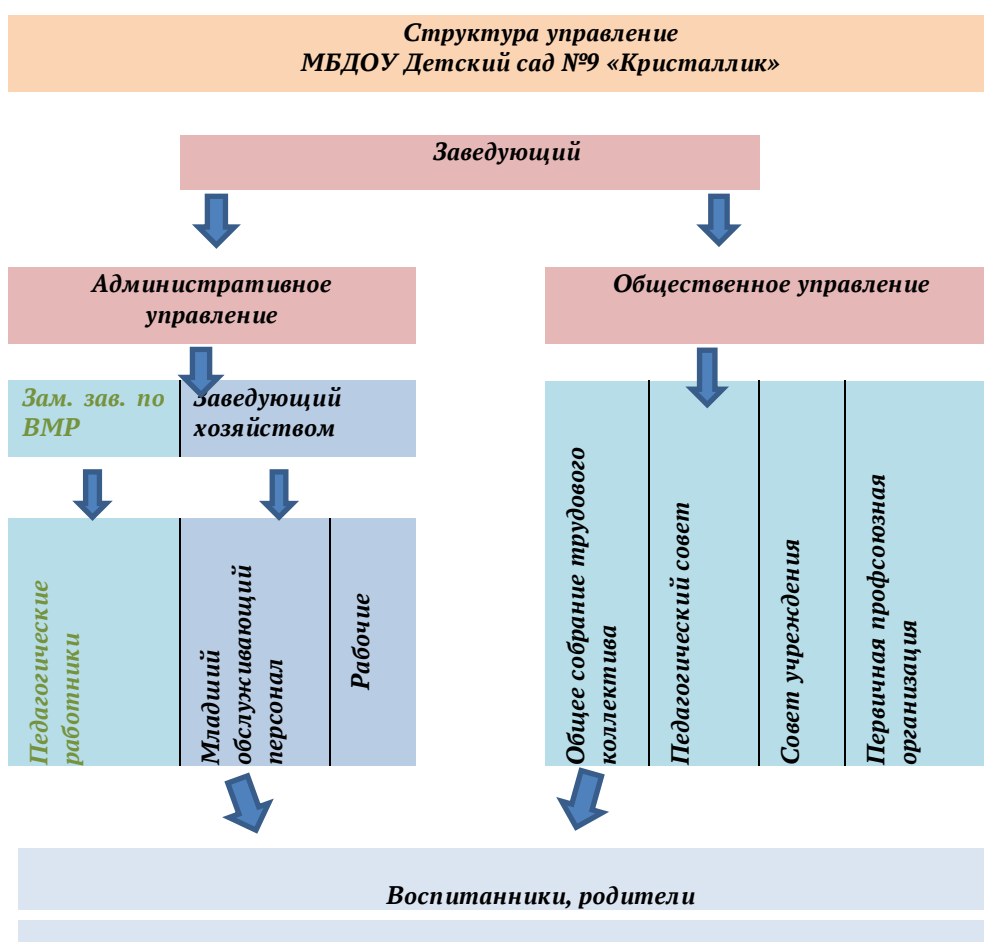 Структура управление
МБДОУ Детский сад №9 «Кристаллик»
Заведующий
Административное
управление
Общественное управление
Зам. зав. по
ВМР
Заведующий
хозяйством
Педагогические
работники
Младший
обслуживающий
персонал
Рабочие
Общее собрание трудового
коллектива
Педагогический совет
Совет учреждения
Первичная профсоюзная
организация
Воспитанники, родители